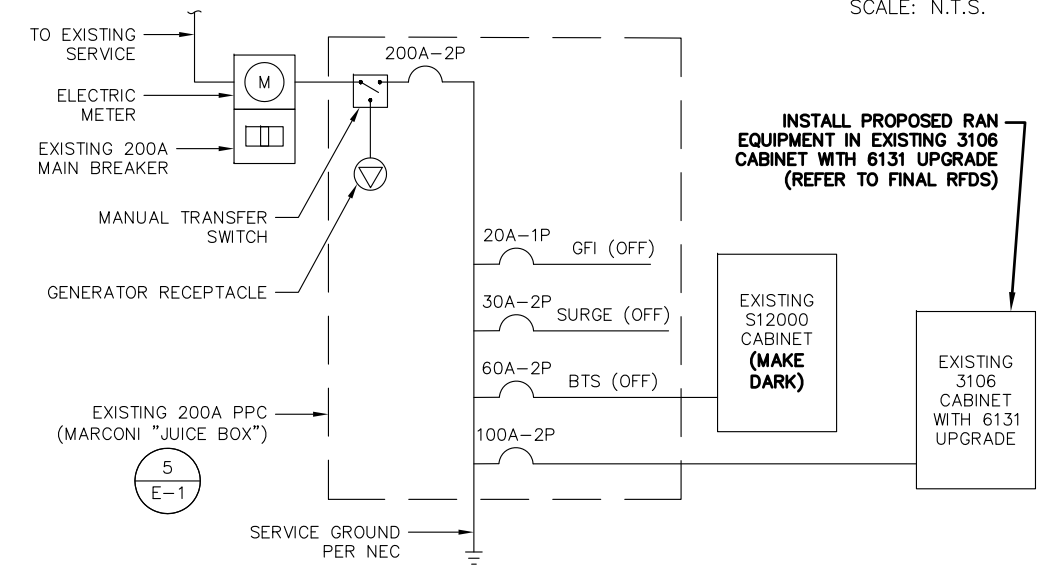 SCALE: N.T.S.
TO EXISTING
SERVICE
200A-2P
M
ELECTRIC
METER
EXISTING 200A
MAIN BREAKER
INSTALL PROPOSED RAN
EQUIPMENT IN EXISTING 3106
CABINET WITH 6131 UPGRADE
(REFER TO FINAL RFDS)
MANUAL TRANSFER
SWITCH
GENERATOR RECEPTACLE
20A-1P
GFI (OFF)
30A-2P
SURGE (OFF)
60A-2P
BTS (OFF)
100A-2P
EXISTING
S12000
CABINET
(MAKE
DARK)
EXISTING
3106
CABINET
WITH 6131
UPGRADE
EXISTING 200A PPC
(MARCONI "JUICE BOX")
5
E-1
SERVICE GROUND
PER NEC